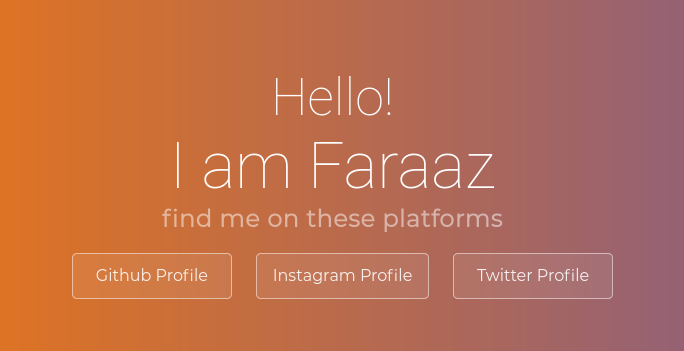 Hello!
I am Faraaz
find me on these platforms
Github Profile
Instagram Profile
Twitter Profile